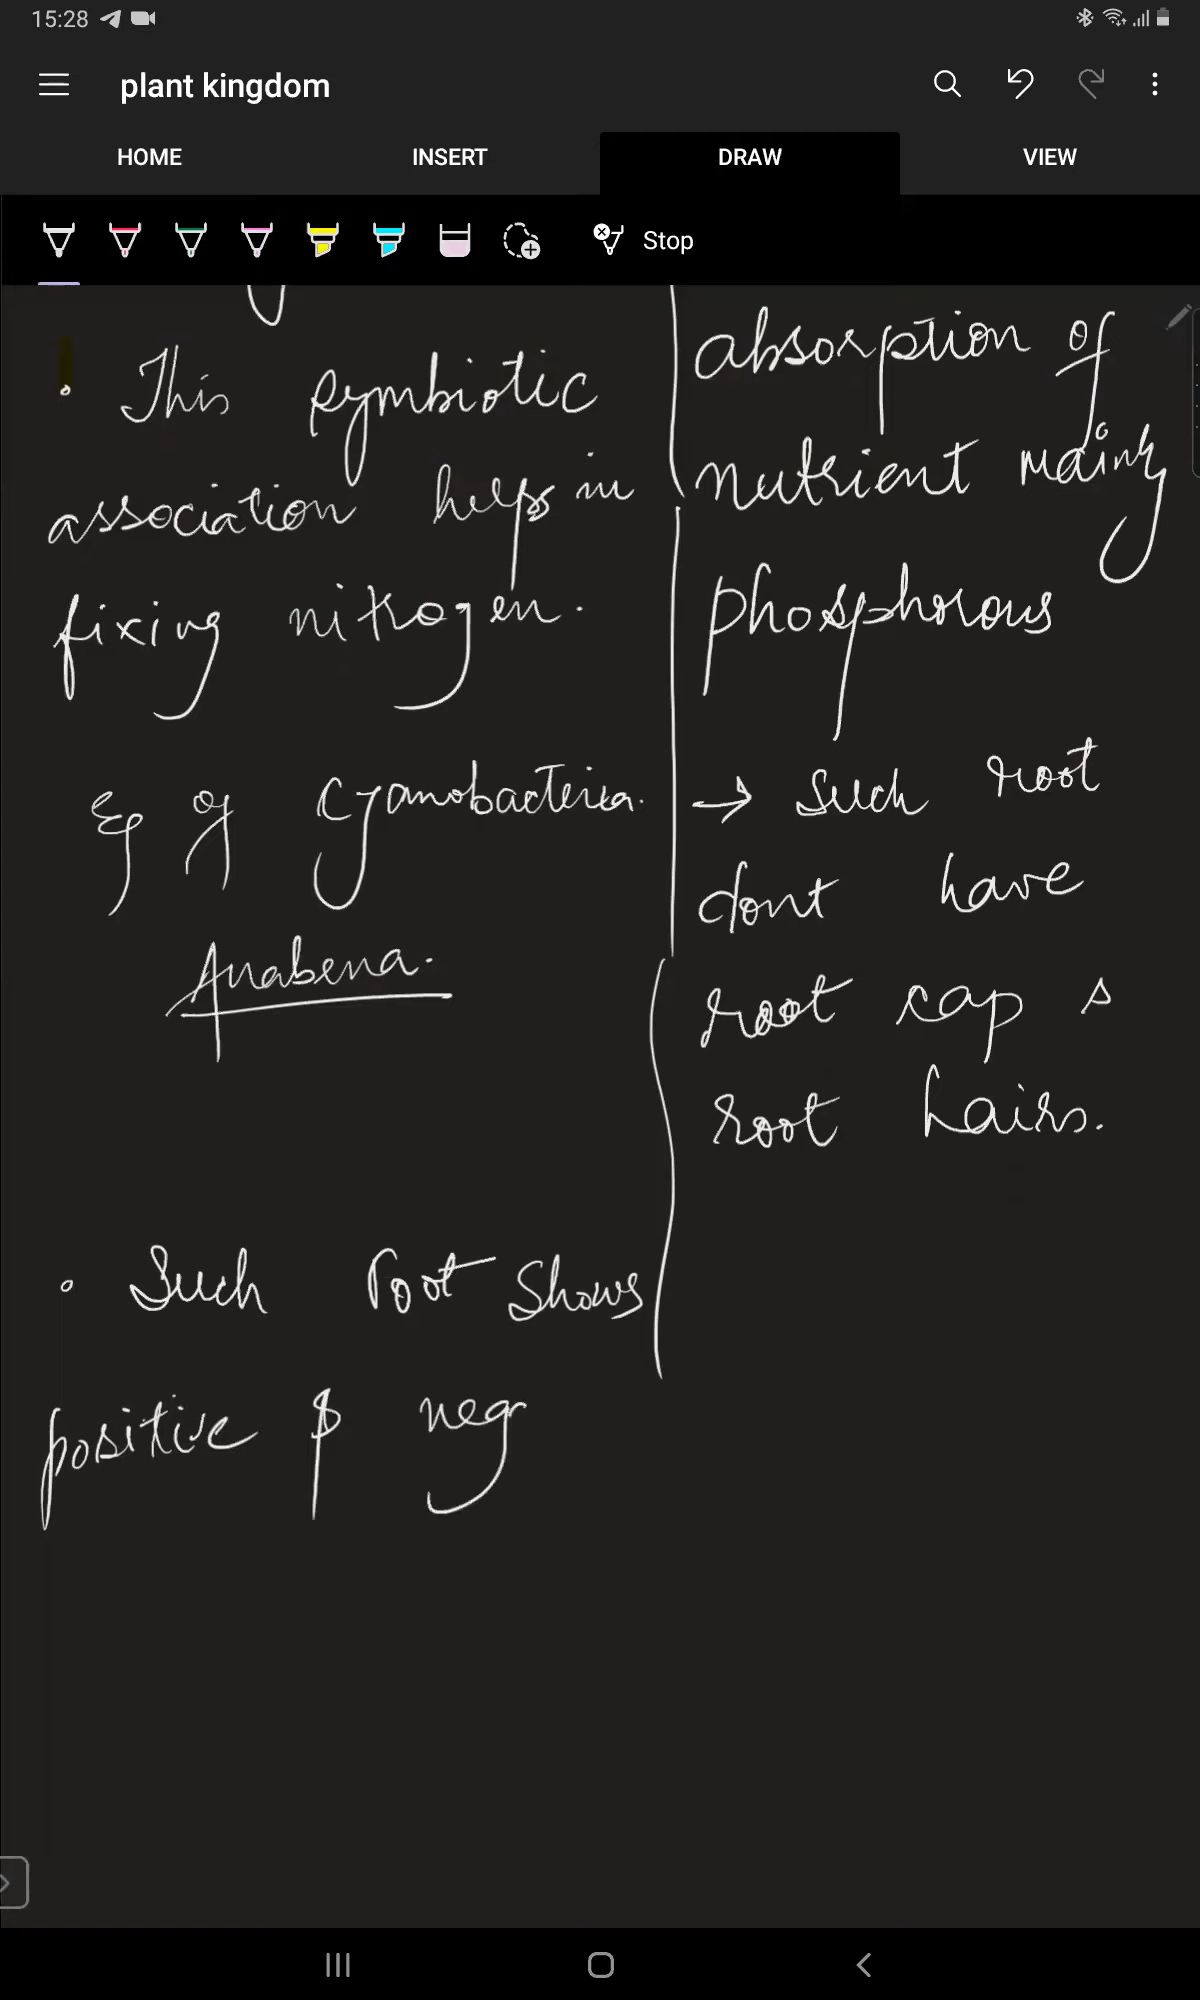 15:28
plant kingdom
HOME INSERT DRAW VIEW
Stop
• This symbiotic
association helps in
fixing nitrogen.
Eg of Cyanobacteria.
Anabena.
• Such root shows
positive & neg
absorption of
nutrient mainly
phosphorous
→ Such root
dont have
root cap &
root hairs.